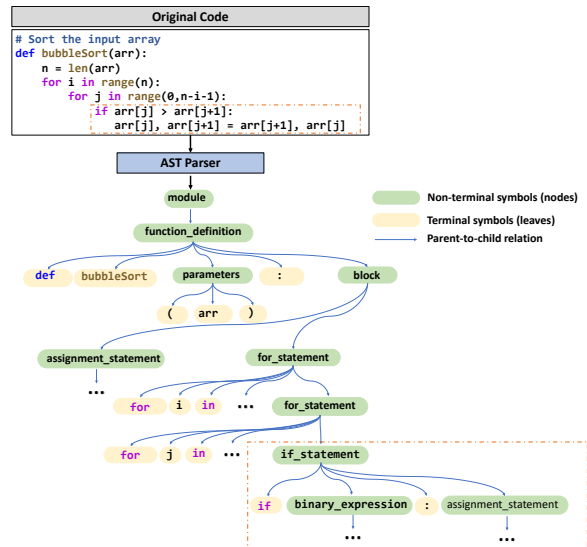 Original Code
# Sort the input array
def bubbleSort(arr):
    n = len(arr)
    for i in range(n):
        for j in range(0,n-i-1):
            if arr[j] > arr[j+1]:
                arr[j], arr[j+1] = arr[j+1], arr[j]
AST Parser
module
Non-terminal symbols (nodes)
Terminal symbols (leaves)
Parent-to-child relation
function_definition
def bubbleSort parameters : block
( arr )
assignment_statement for_statement
...
for i in ... for_statement
for j in ... if_statement
if binary_expression : assignment_statement
... ...